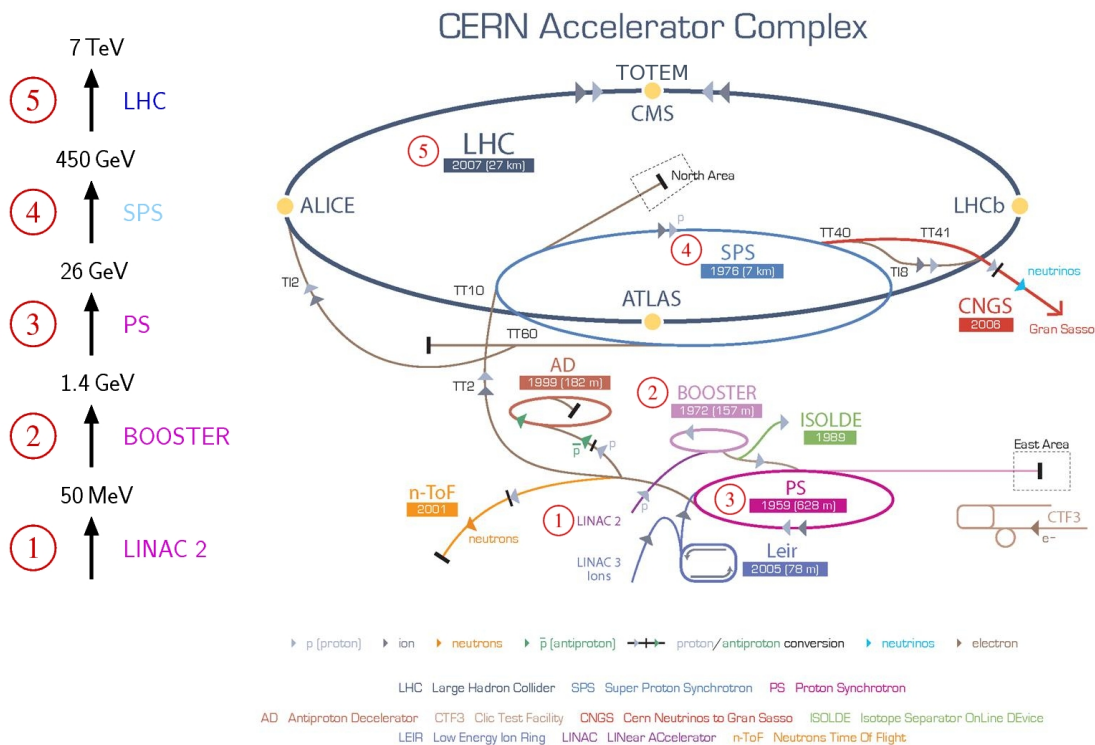 CERN Accelerator Complex
7 TeV
5
LHC
450 GeV
4
SPS
26 GeV
3
PS
1.4 GeV
2
BOOSTER
50 MeV
1
LINAC 2
TOTEM
CMS
5
LHC
2007 (27 km)
North Area
ALICE
LHCb
p
4
SPS
1976 (7 km)
TT40
TT41
TI8
TI2
TT10
ATLAS
neutrinos
CNGS
2006
Gran Sasso
TT60
TT2
AD
1999 (182 m)
2
BOOSTER
1972 (157 m)
ISOLDE
1989
p
p̅
East Area
n-ToF
2001
neutrons
1
LINAC 2
p
3
PS
1959 (628 m)
CTF3
e-
LINAC 3
Ions
Leir
2005 (78 m)
p (proton) ion neutrons p̅ (antiproton) proton/antiproton conversion neutrinos electron
LHC Large Hadron Collider SPS Super Proton Synchrotron PS Proton Synchrotron
AD Antiproton Decelerator CTF3 Clic Test Facility CNGS Cern Neutrinos to Gran Sasso ISOLDE Isotope Separator OnLine DEvice
LEIR Low Energy Ion Ring LINAC LINear ACcelerator n-ToF Neutrons Time Of Flight